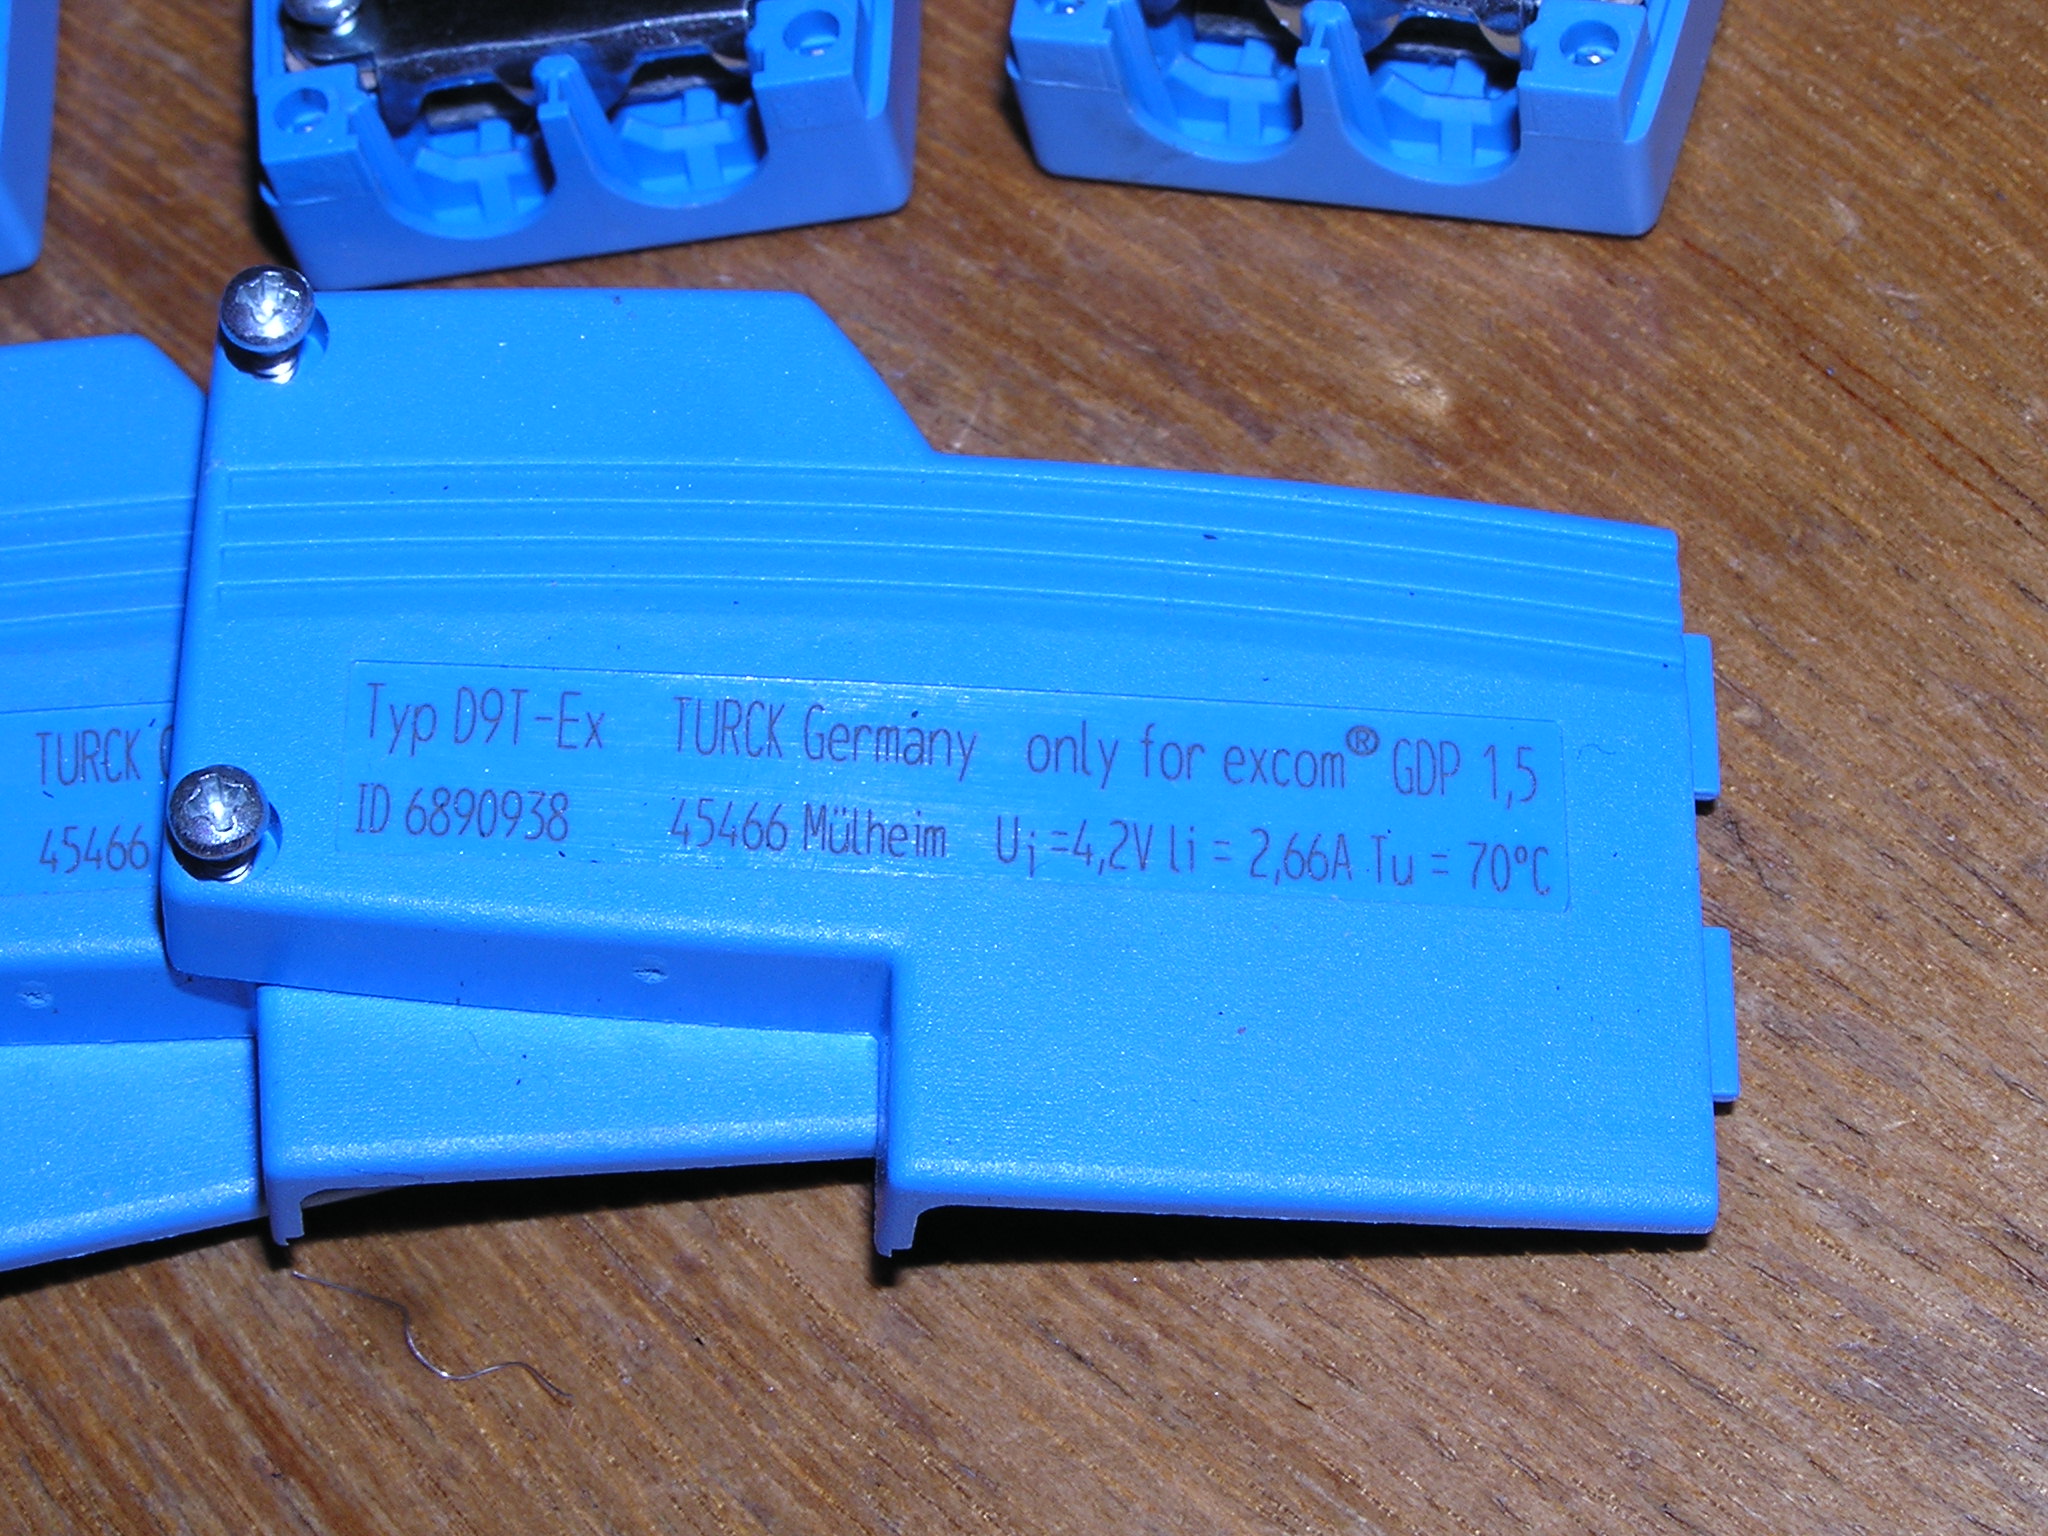 Typ D9T-Ex TURCK Germany only for excom® GDP 1,5
ID 6890938 45466 Mülheim Ui =4,2V li = 2,66A Tu = 70°C
TURCK
45466